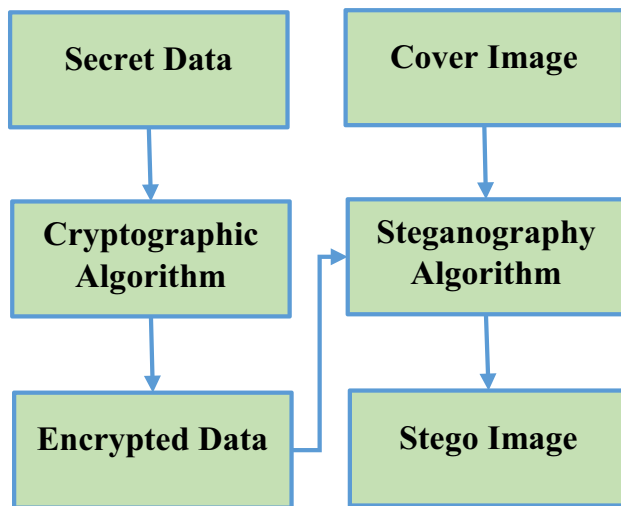 Secret Data
Cover Image
Cryptographic
Algorithm
Steganography
Algorithm
Encrypted Data
Stego Image